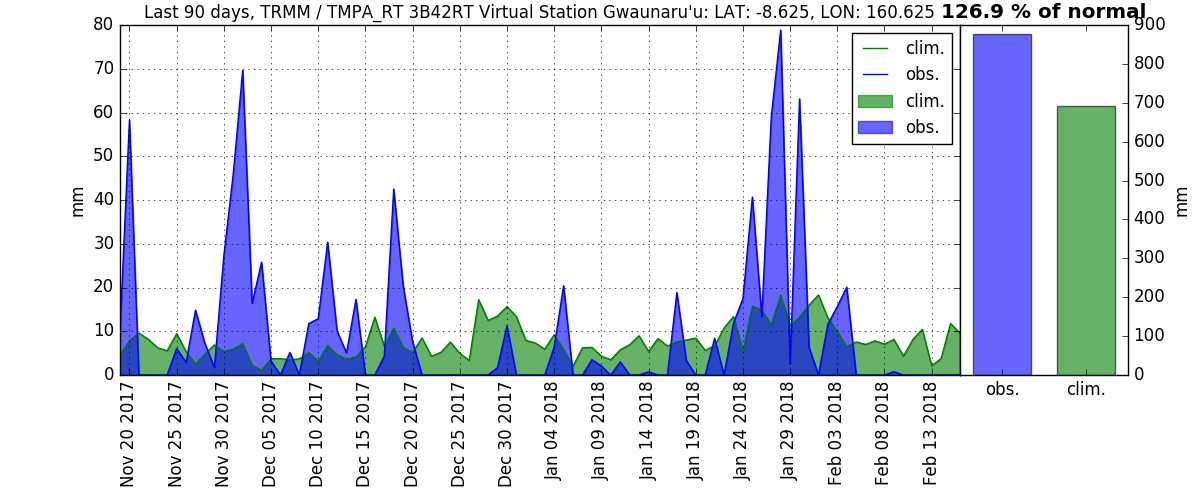 Last 90 days, TRMM / TMPA_RT 3B42RT Virtual Station Gwaunaru'u: LAT: -8.625, LON: 160.625 126.9 % of normal
80
70
60
50
40
30
20
10
0
mm
clim.
obs.
clim.
obs.
900
800
700
600
500
400
300
200
100
0
mm
Nov 20 2017
Nov 25 2017
Nov 30 2017
Dec 05 2017
Dec 10 2017
Dec 15 2017
Dec 20 2017
Dec 25 2017
Dec 30 2017
Jan 04 2018
Jan 09 2018
Jan 14 2018
Jan 19 2018
Jan 24 2018
Jan 29 2018
Feb 03 2018
Feb 08 2018
Feb 13 2018
obs.
clim.